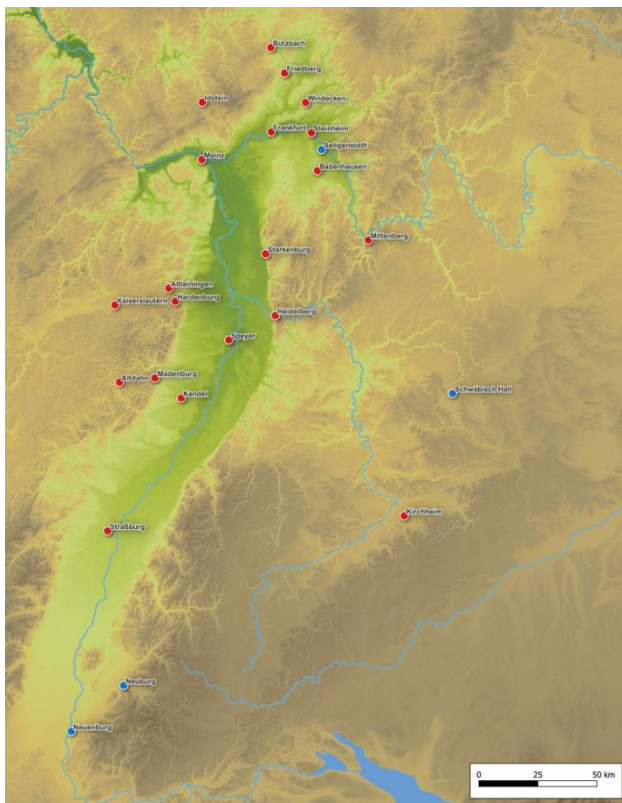 Butzbach
Friedberg
Idstein
Windecken
Frankfurt
Steinheim
Seligenstadt
Mainz
Babenhausen
Miltenberg
Starkenburg
Altleiningen
Kaiserslautern
Hardenburg
Heidelberg
Speyer
Madenburg
Altdahn
Kandel
Schwäbisch Hall
Kirchheim
Straßburg
Neuburg
Neuenburg
0 25 50 km